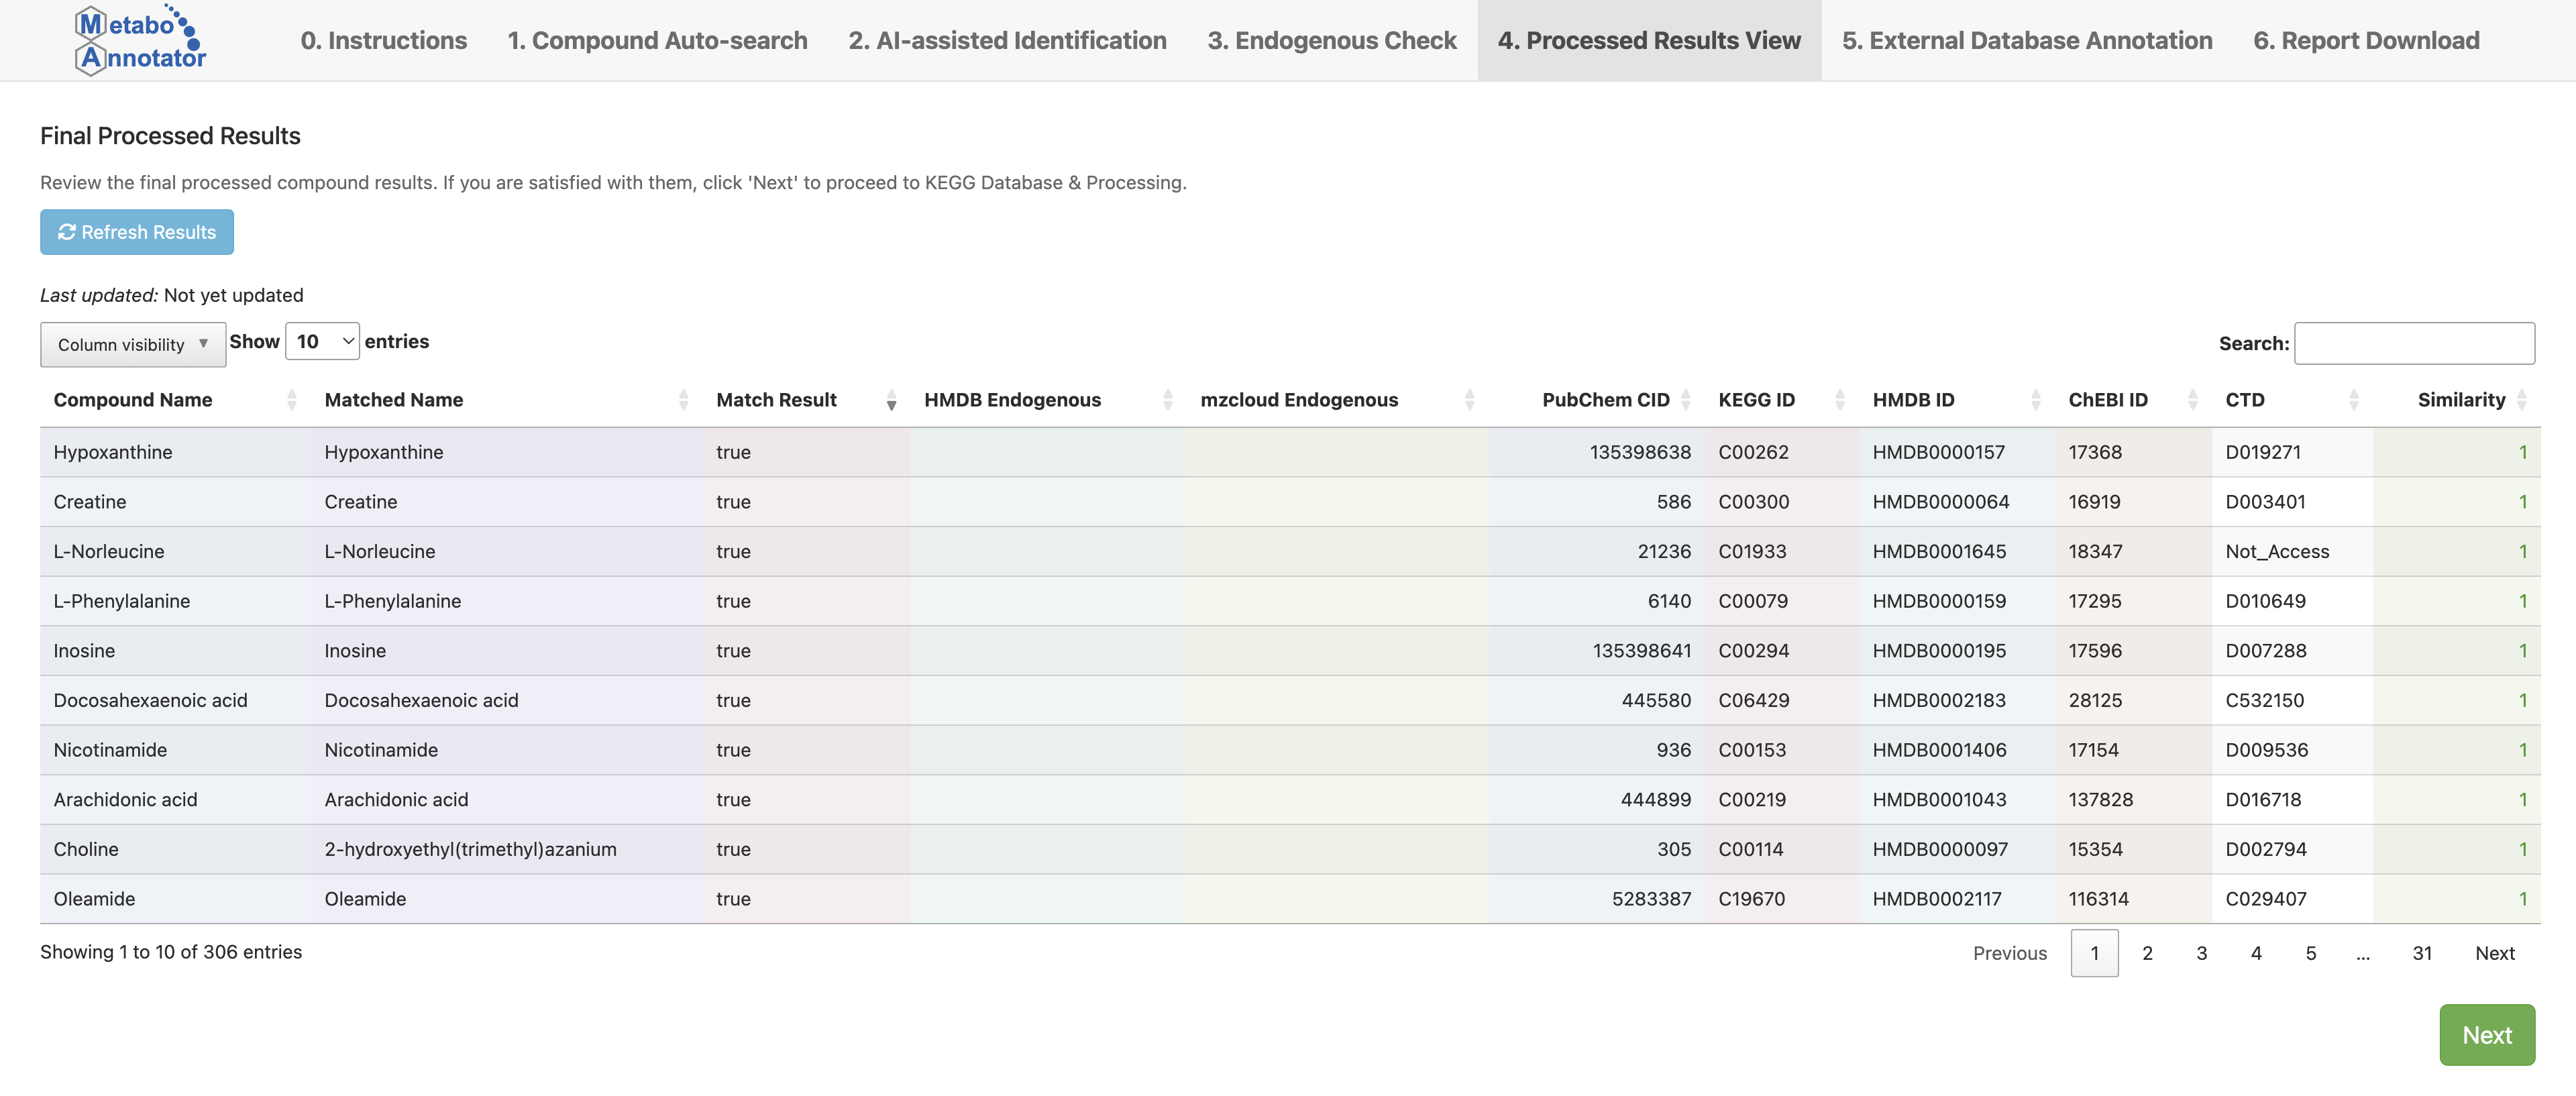 Metabo
Annotator
0. Instructions 1. Compound Auto-search 2. AI-assisted Identification 3. Endogenous Check 4. Processed Results View 5. External Database Annotation 6. Report Download
Final Processed Results
Review the final processed compound results. If you are satisfied with them, click 'Next' to proceed to KEGG Database & Processing.
Refresh Results
Last updated: Not yet updated
Column visibility ▼ Show 10 entries Search:
Compound Name Matched Name Match Result HMDB Endogenous mzcloud Endogenous PubChem CID KEGG ID HMDB ID ChEBI ID CTD Similarity
Hypoxanthine Hypoxanthine true 135398638 C00262 HMDB0000157 17368 D019271 1
Creatine Creatine true 586 C00300 HMDB0000064 16919 D003401 1
L-Norleucine L-Norleucine true 21236 C01933 HMDB0001645 18347 Not_Access 1
L-Phenylalanine L-Phenylalanine true 6140 C00079 HMDB0000159 17295 D010649 1
Inosine Inosine true 135398641 C00294 HMDB0000195 17596 D007288 1
Docosahexaenoic acid Docosahexaenoic acid true 445580 C06429 HMDB0002183 28125 C532150 1
Nicotinamide Nicotinamide true 936 C00153 HMDB0001406 17154 D009536 1
Arachidonic acid Arachidonic acid true 444899 C00219 HMDB0001043 137828 D016718 1
Choline 2-hydroxyethyl(trimethyl)azanium true 305 C00114 HMDB0000097 15354 D002794 1
Oleamide Oleamide true 5283387 C19670 HMDB0002117 116314 C029407 1
Showing 1 to 10 of 306 entries Previous 1 2 3 4 5 ... 31 Next
Next